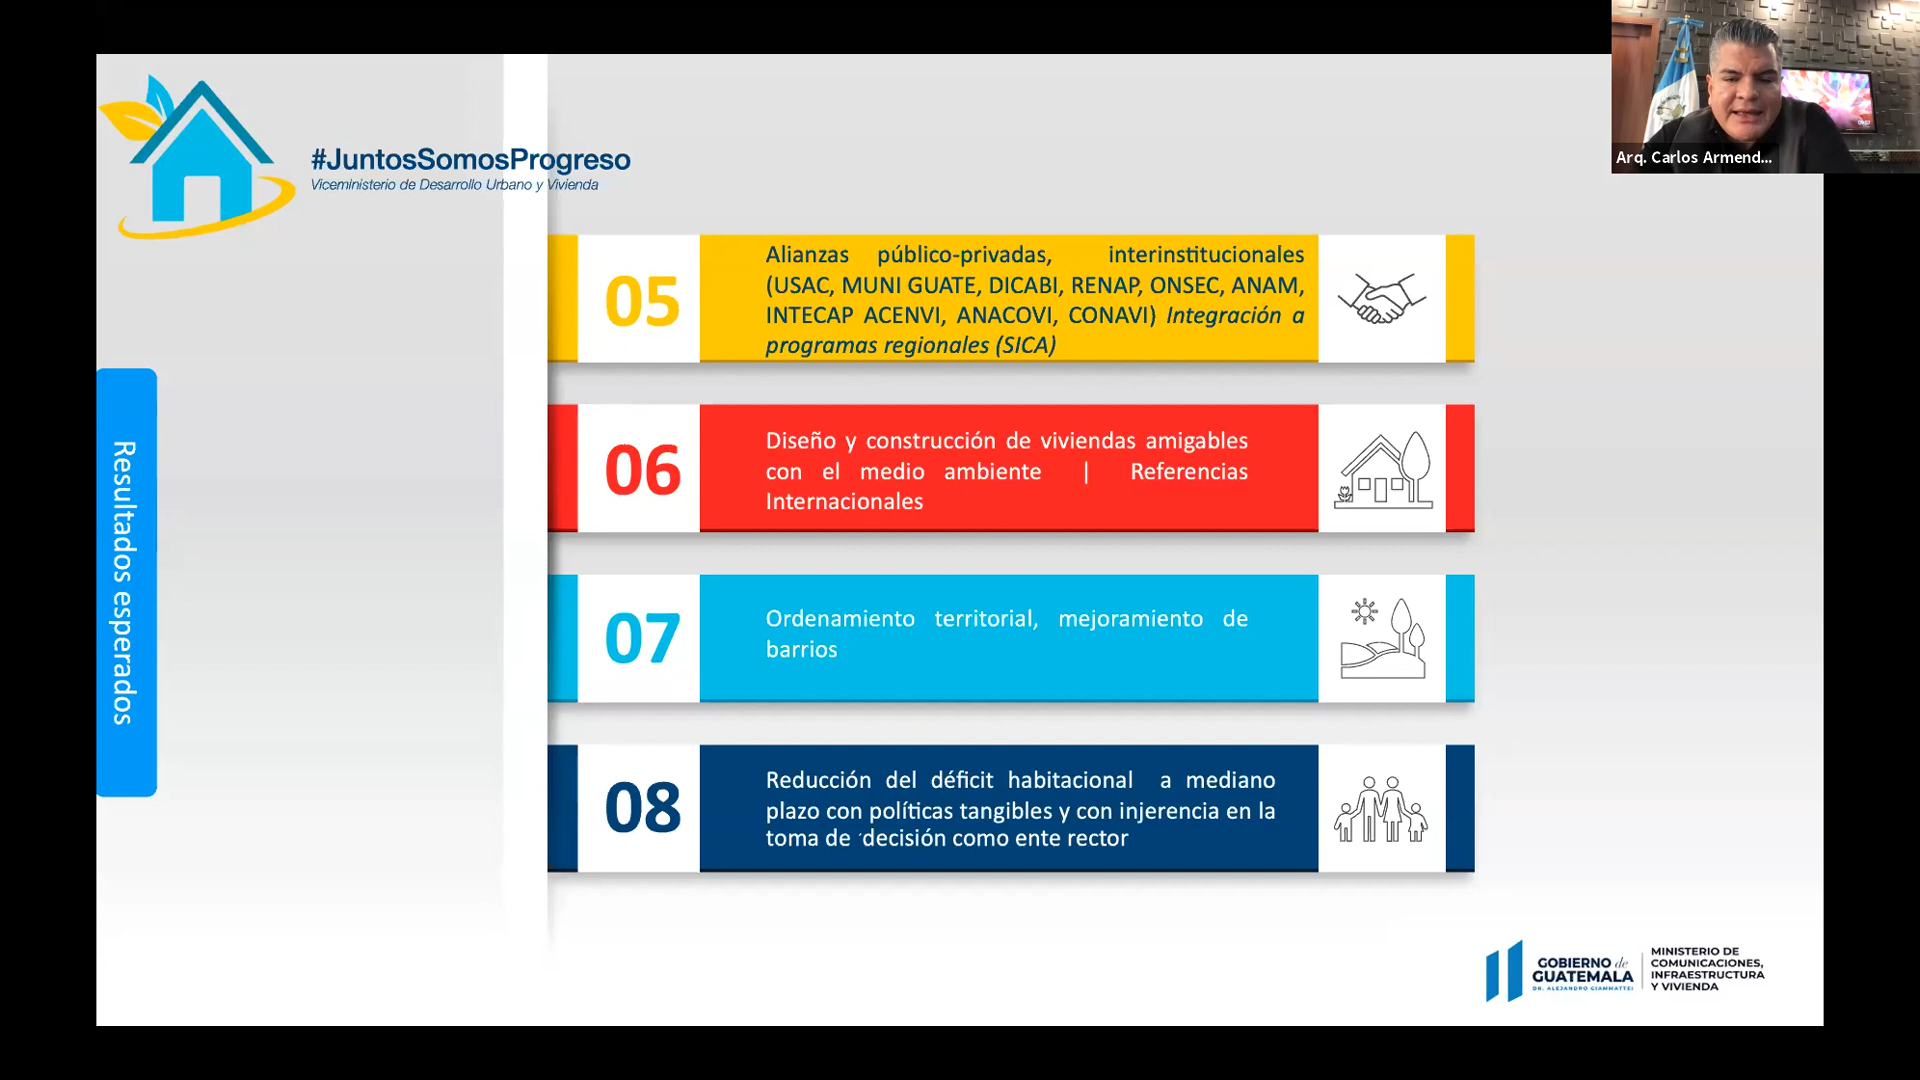 #JuntosSomosProgreso
Viceministerio de Desarrollo Urbano y Vivienda
Arq. Carlos Armend...
Resultados esperados
05
Alianzas público-privadas, interinstitucionales
(USAC, MUNI GUATE, DICABI, RENAP, ONSEC, ANAM,
INTECAP ACENVI, ANACOVI, CONAVI) Integración a
programas regionales (SICA)
06
Diseño y construcción de viviendas amigables
con el medio ambiente | Referencias
Internacionales
07
Ordenamiento territorial, mejoramiento de
barrios
08
Reducción del déficit habitacional a mediano
plazo con políticas tangibles y con injerencia en la
toma de ´decisión como ente rector
GOBIERNO de
GUATEMALA
DR. ALEJANDRO GIAMMATTEI
MINISTERIO DE
COMUNICACIONES,
INFRAESTRUCTURA
Y VIVIENDA